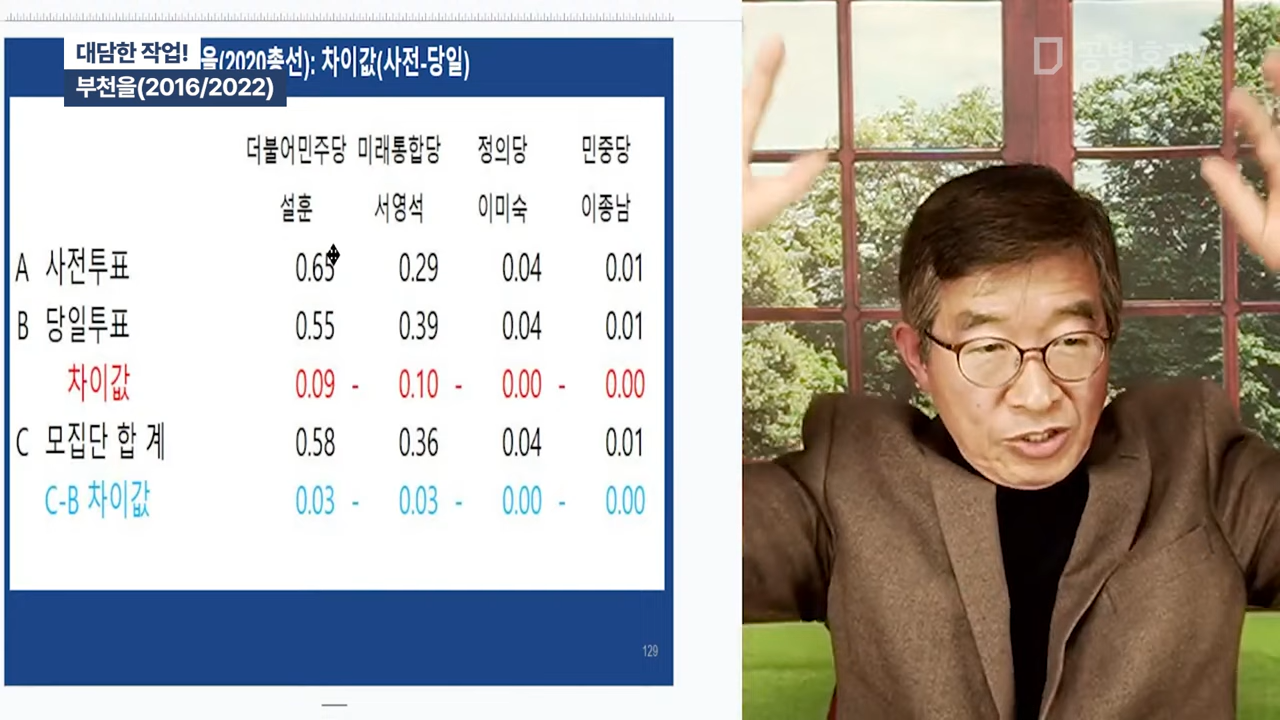 대담한 작업!
부천을(2016/2022)
을(2020총선): 차이값(사전-당일)
공병호
더불어민주당 미래통합당 정의당 민중당
설훈 서영석 이미숙 이종남
A 사전투표 0.65 0.29 0.04 0.01
B 당일투표 0.55 0.39 0.04 0.01
차이값 0.09 - 0.10 - 0.00 - 0.00
C 모집단 합 계 0.58 0.36 0.04 0.01
C-B 차이값 0.03 - 0.03 - 0.00 - 0.00
129